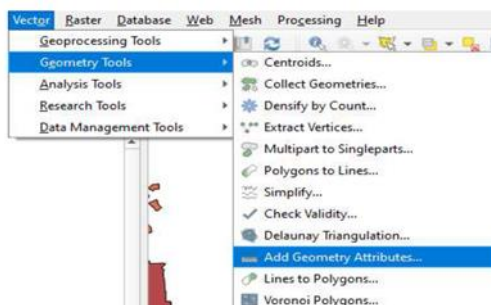 Vector Raster Database Web Mesh Processing Help
Geoprocessing Tools
Geometry Tools
Analysis Tools
Research Tools
Data Management Tools
Centroids...
Collect Geometries...
Densify by Count...
Extract Vertices...
Multipart to Singleparts...
Polygons to Lines...
Simplify...
Check Validity...
Delaunay Triangulation...
Add Geometry Attributes...
Lines to Polygons...
Voronoi Polygons...